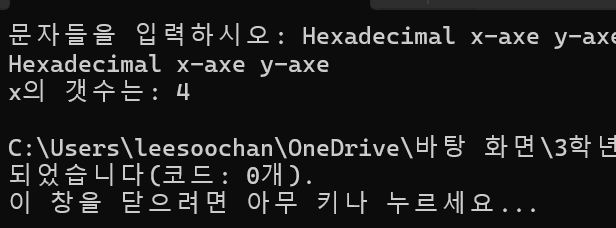 문자들을 입력하시오: Hexadecimal x-axe y-axe
Hexadecimal x-axe y-axe
x의 갯수는: 4
C:\Users\leesoochan\OneDrive\바탕 화면\3학년
되었습니다(코드: 0개).
이 창을 닫으려면 아무 키나 누르세요...